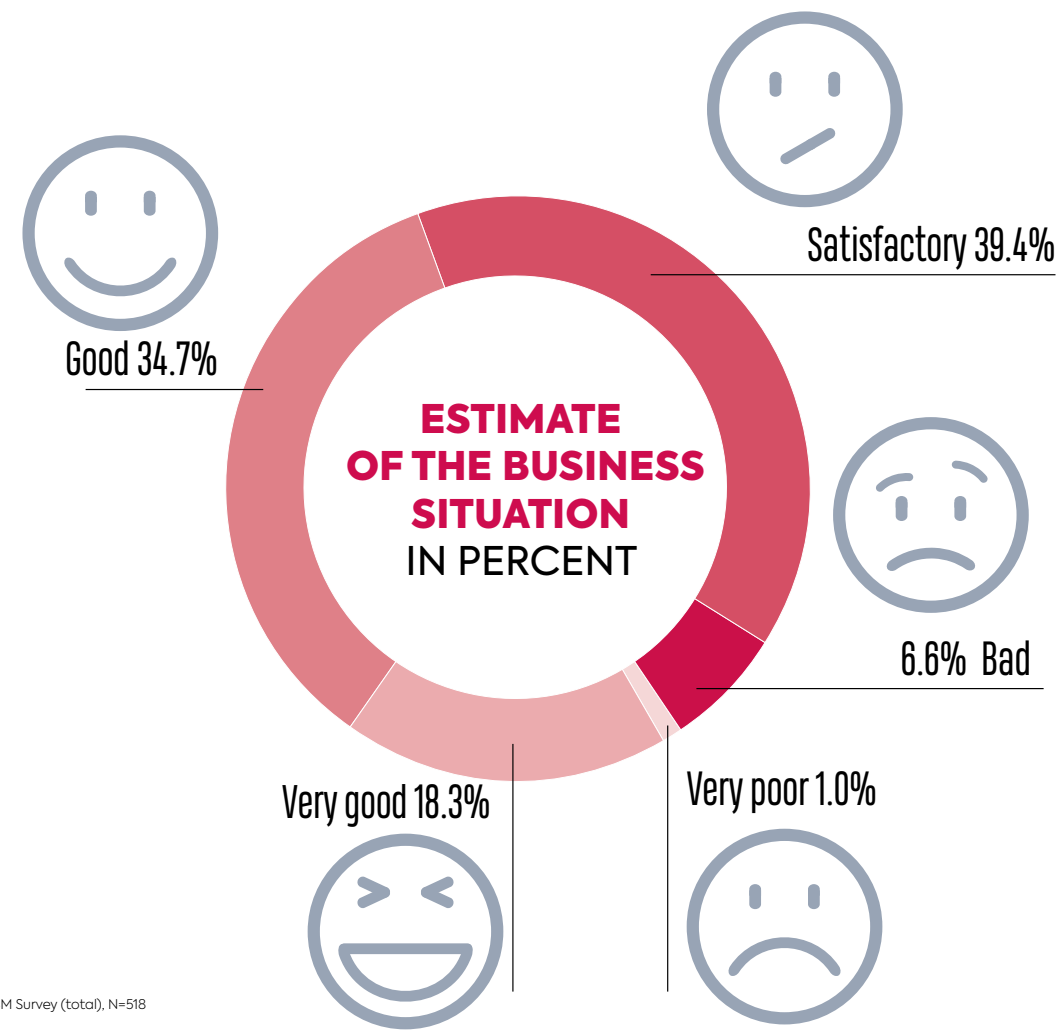 Satisfactory 39.4%
Good 34.7%
ESTIMATE
OF THE BUSINESS
SITUATION
IN PERCENT
6.6% Bad
Very good 18.3%
Very poor 1.0%
M Survey (total), N=518